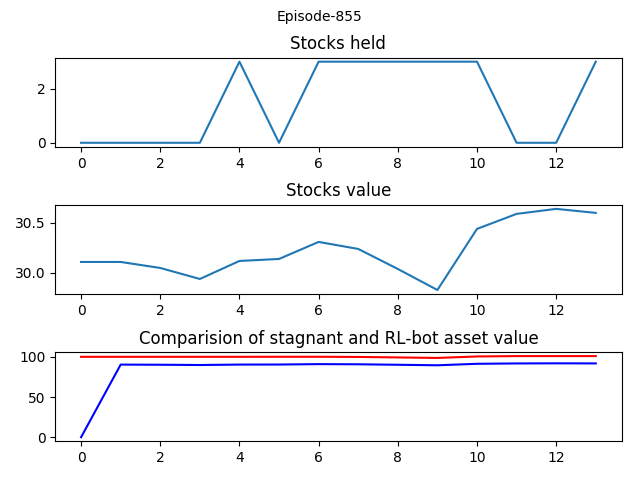 Episode-855
Stocks held
2
0
0 2 4 6 8 10 12
Stocks value
30.5
30.0
0 2 4 6 8 10 12
Comparision of stagnant and RL-bot asset value
100
50
0
0 2 4 6 8 10 12